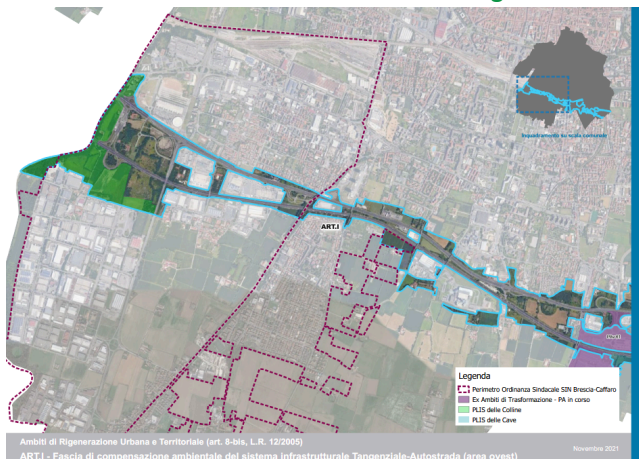 Inquadramento su scala comunale
ART.I
Legenda
Perimetro Ordinanza Sindacale SIN Brescia-Caffaro
Ex Ambiti di Trasformazione - PA in corso
PLIS delle Colline
PLIS delle Cave
Ambiti di Rigenerazione Urbana e Territoriale (art. 8-bis, L.R. 12/2005)
Novembre 2021
ART.I - Fascia di compensazione ambientale del sistema infrastrutturale Tangenziale-Autostrada (area ovest)